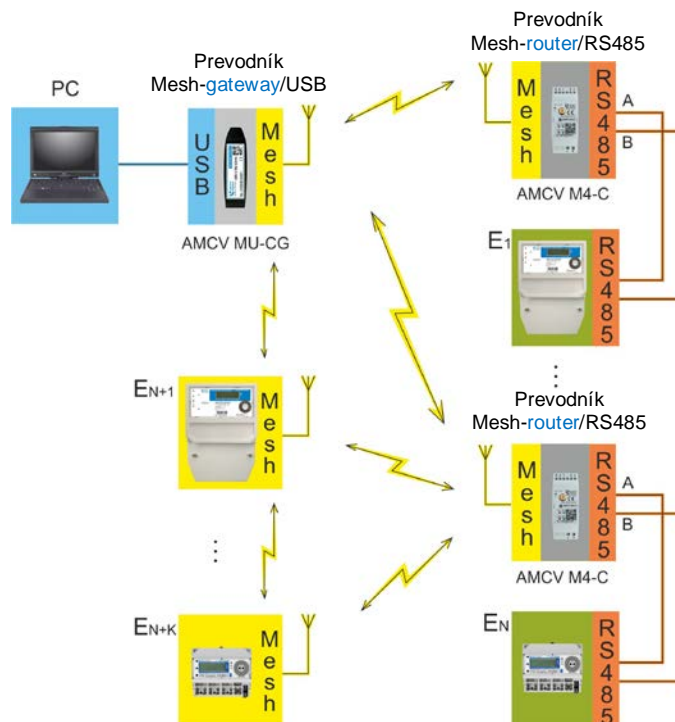 PC
Prevodník
Mesh-gateway/USB
USB
Mesh
AMCV MU-CG
Prevodník
Mesh-router/RS485
Mesh
RS485
A
B
AMCV M4-C
E1
RS485
⋮
Prevodník
Mesh-router/RS485
Mesh
RS485
A
B
AMCV M4-C
EN
RS485
EN+1
Mesh
⋮
EN+K
Mesh